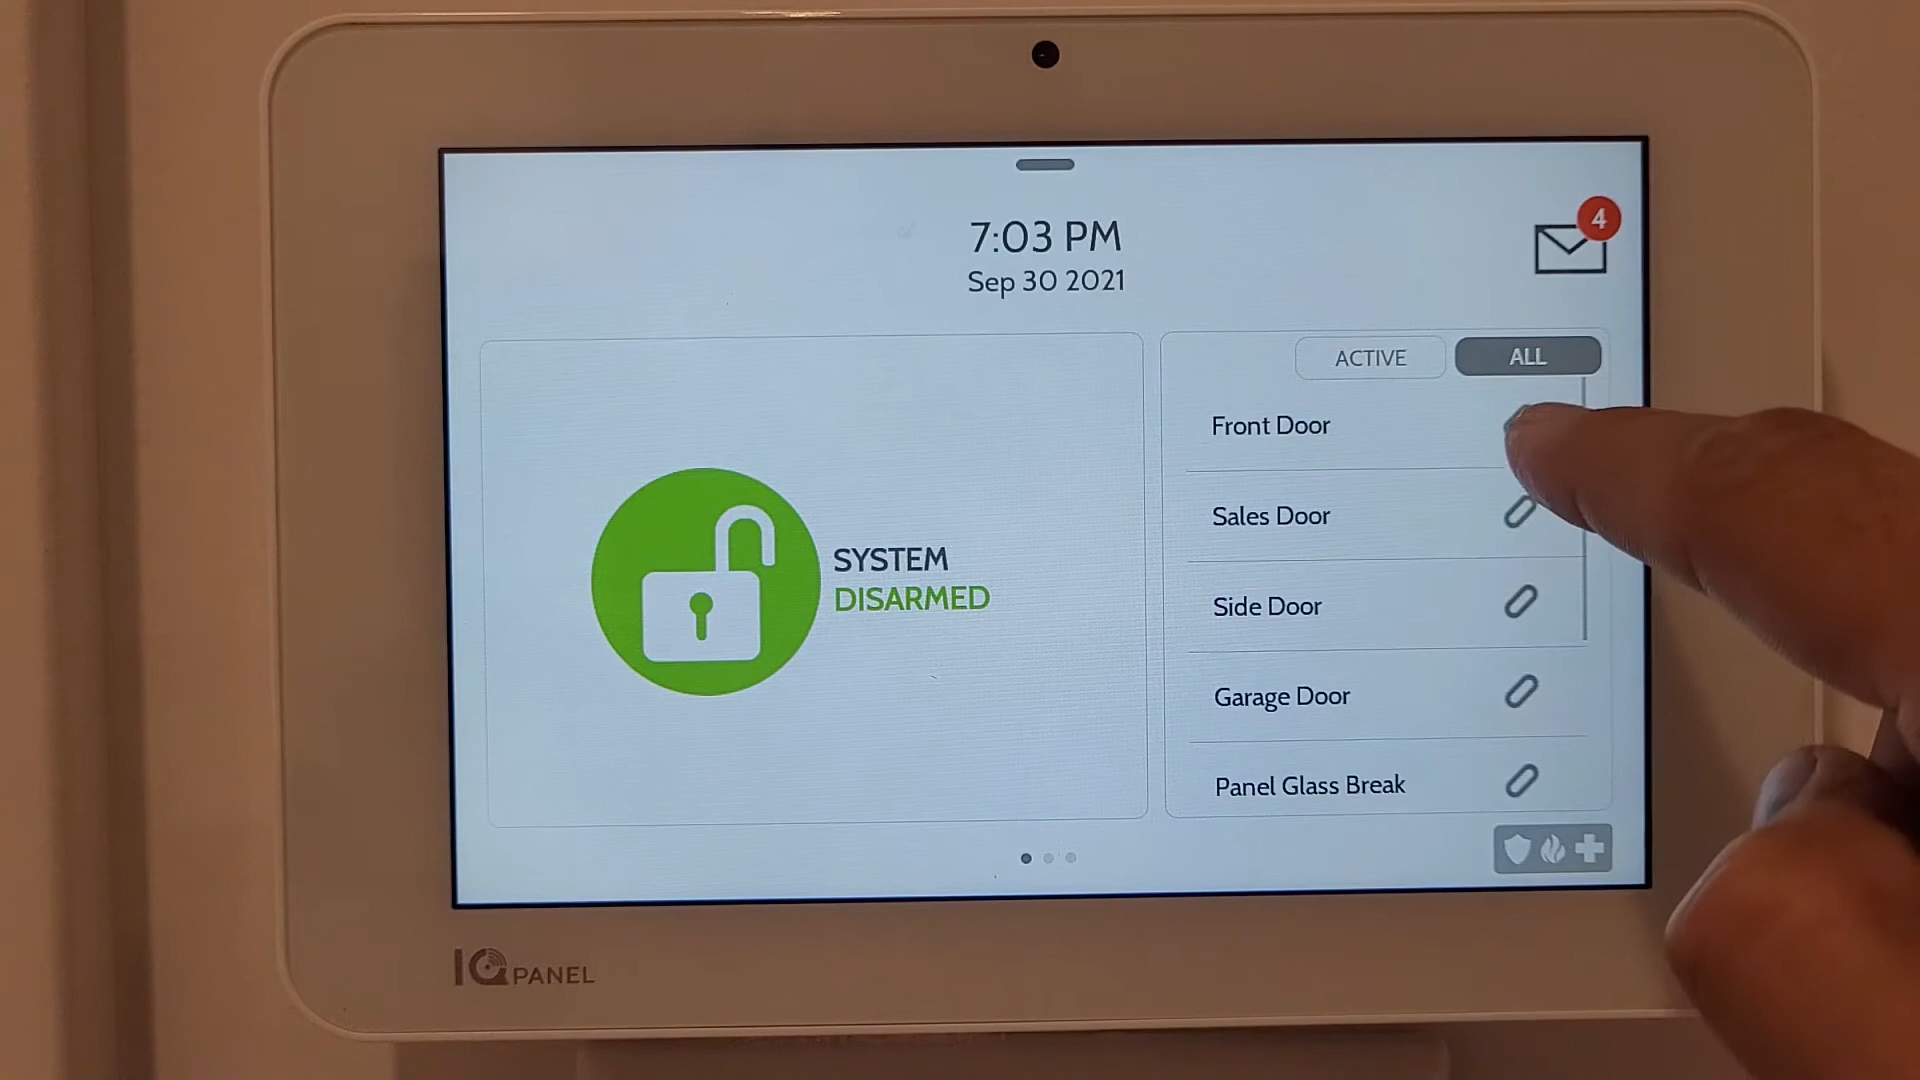 7:03 PM
Sep 30 2021
4
ACTIVE
ALL
Front Door
Sales Door
Side Door
Garage Door
Panel Glass Break
SYSTEM
DISARMED
IQ PANEL